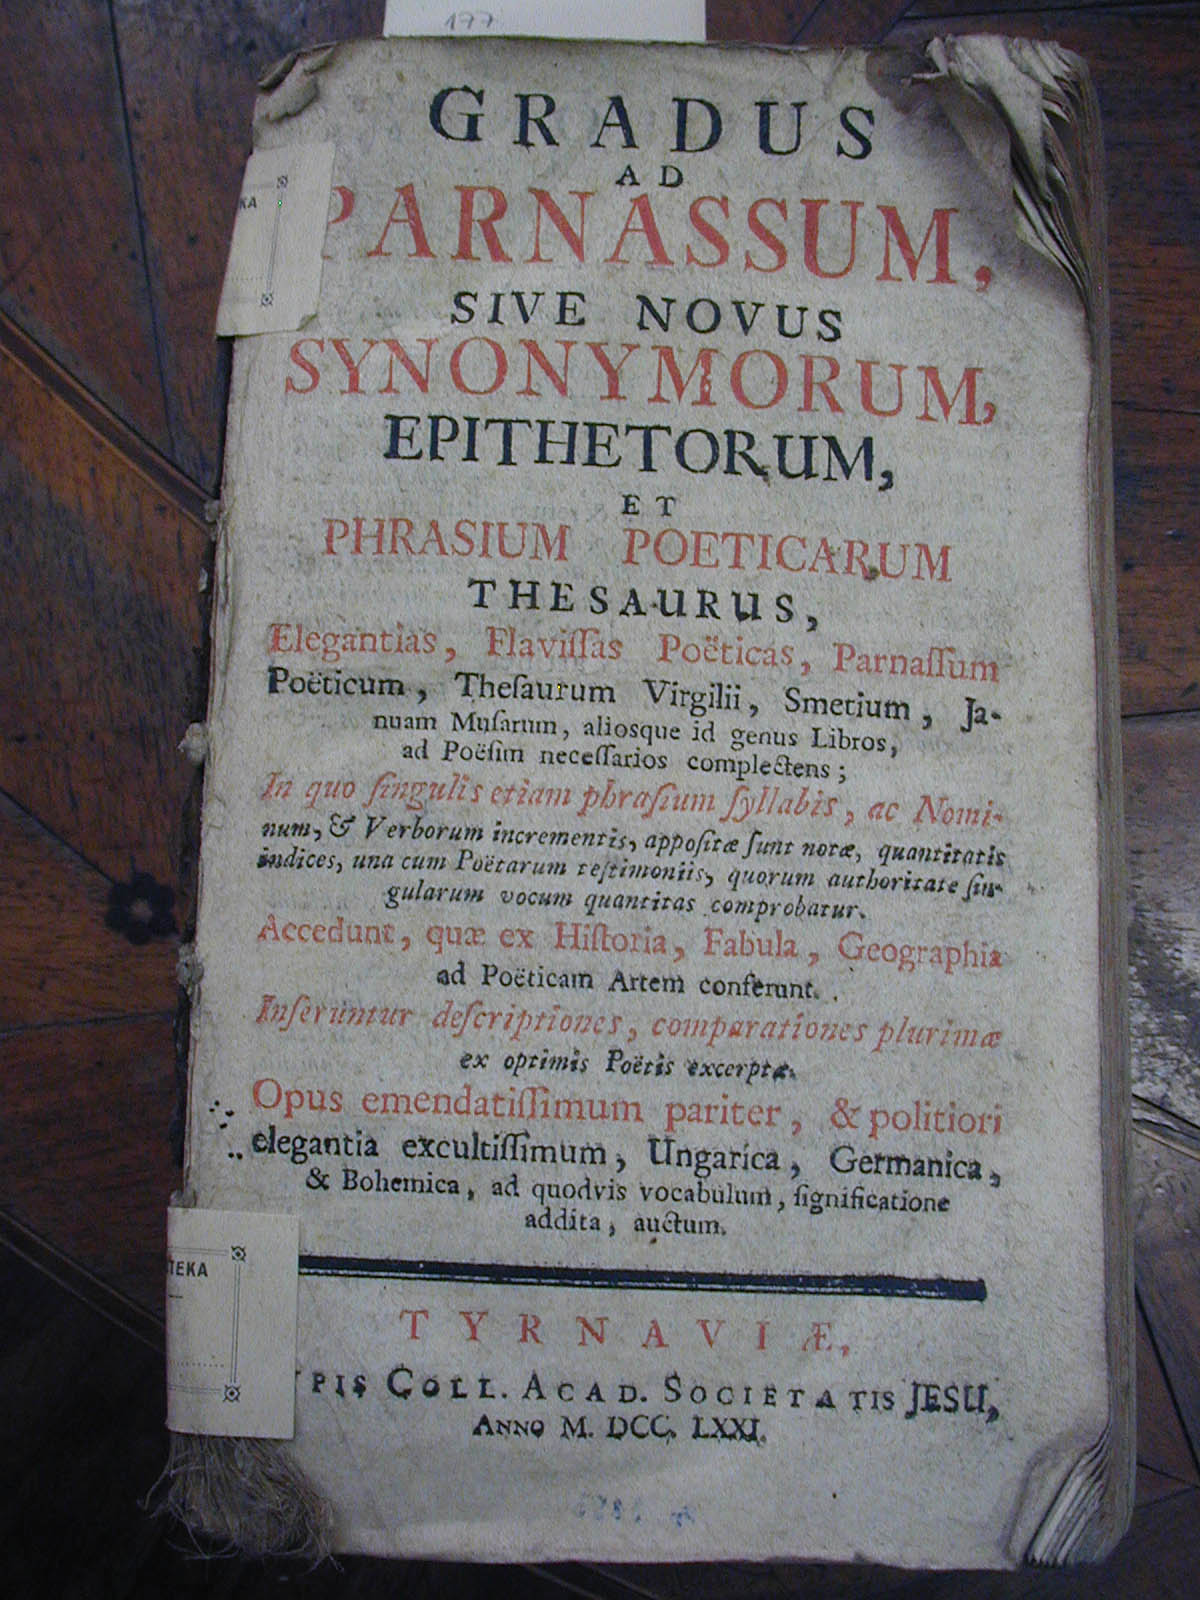 177
GRADUS
AD
PARNASSUM,
SIVE NOVUS
SYNONYMORUM,
EPITHETORUM,
ET
PHRASIUM POETICARUM
THESAURUS,
Elegantias, Flaviſſas Poëticas, Parnaſſum
Poëticum, Theſaurum Virgilii, Smetium, Ja-
nuam Muſarum, aliosque id genus Libros,
ad Poëſim neceſſarios complectens;
In quo ſingulis etiam phraſium ſyllabis, ac Nomi-
num, & Verborum incrementis, appoſitæ ſunt notæ, quantitatis
indices, una cum Poëtarum teſtimoniis, quorum authoritate ſin-
gularum vocum quantitas comprobatur.
Accedunt, quæ ex Hiſtoria, Fabula, Geographia
ad Poëticam Artem conferunt.
Inſeruntur deſcriptiones, comparationes plurimæ
ex optimis Poëtis excerptæ.
Opus emendatiſſimum pariter, & politiori
elegantia excultiſſimum, Ungarica, Germanica,
& Bohemica, ad quodvis vocabulum, ſignificatione
addita, auctum.
TYRNAVIÆ,
YPIS COLL. ACAD. SOCIETATIS JESU,
ANNO M. DCC. LXXI.
KA
TEKA